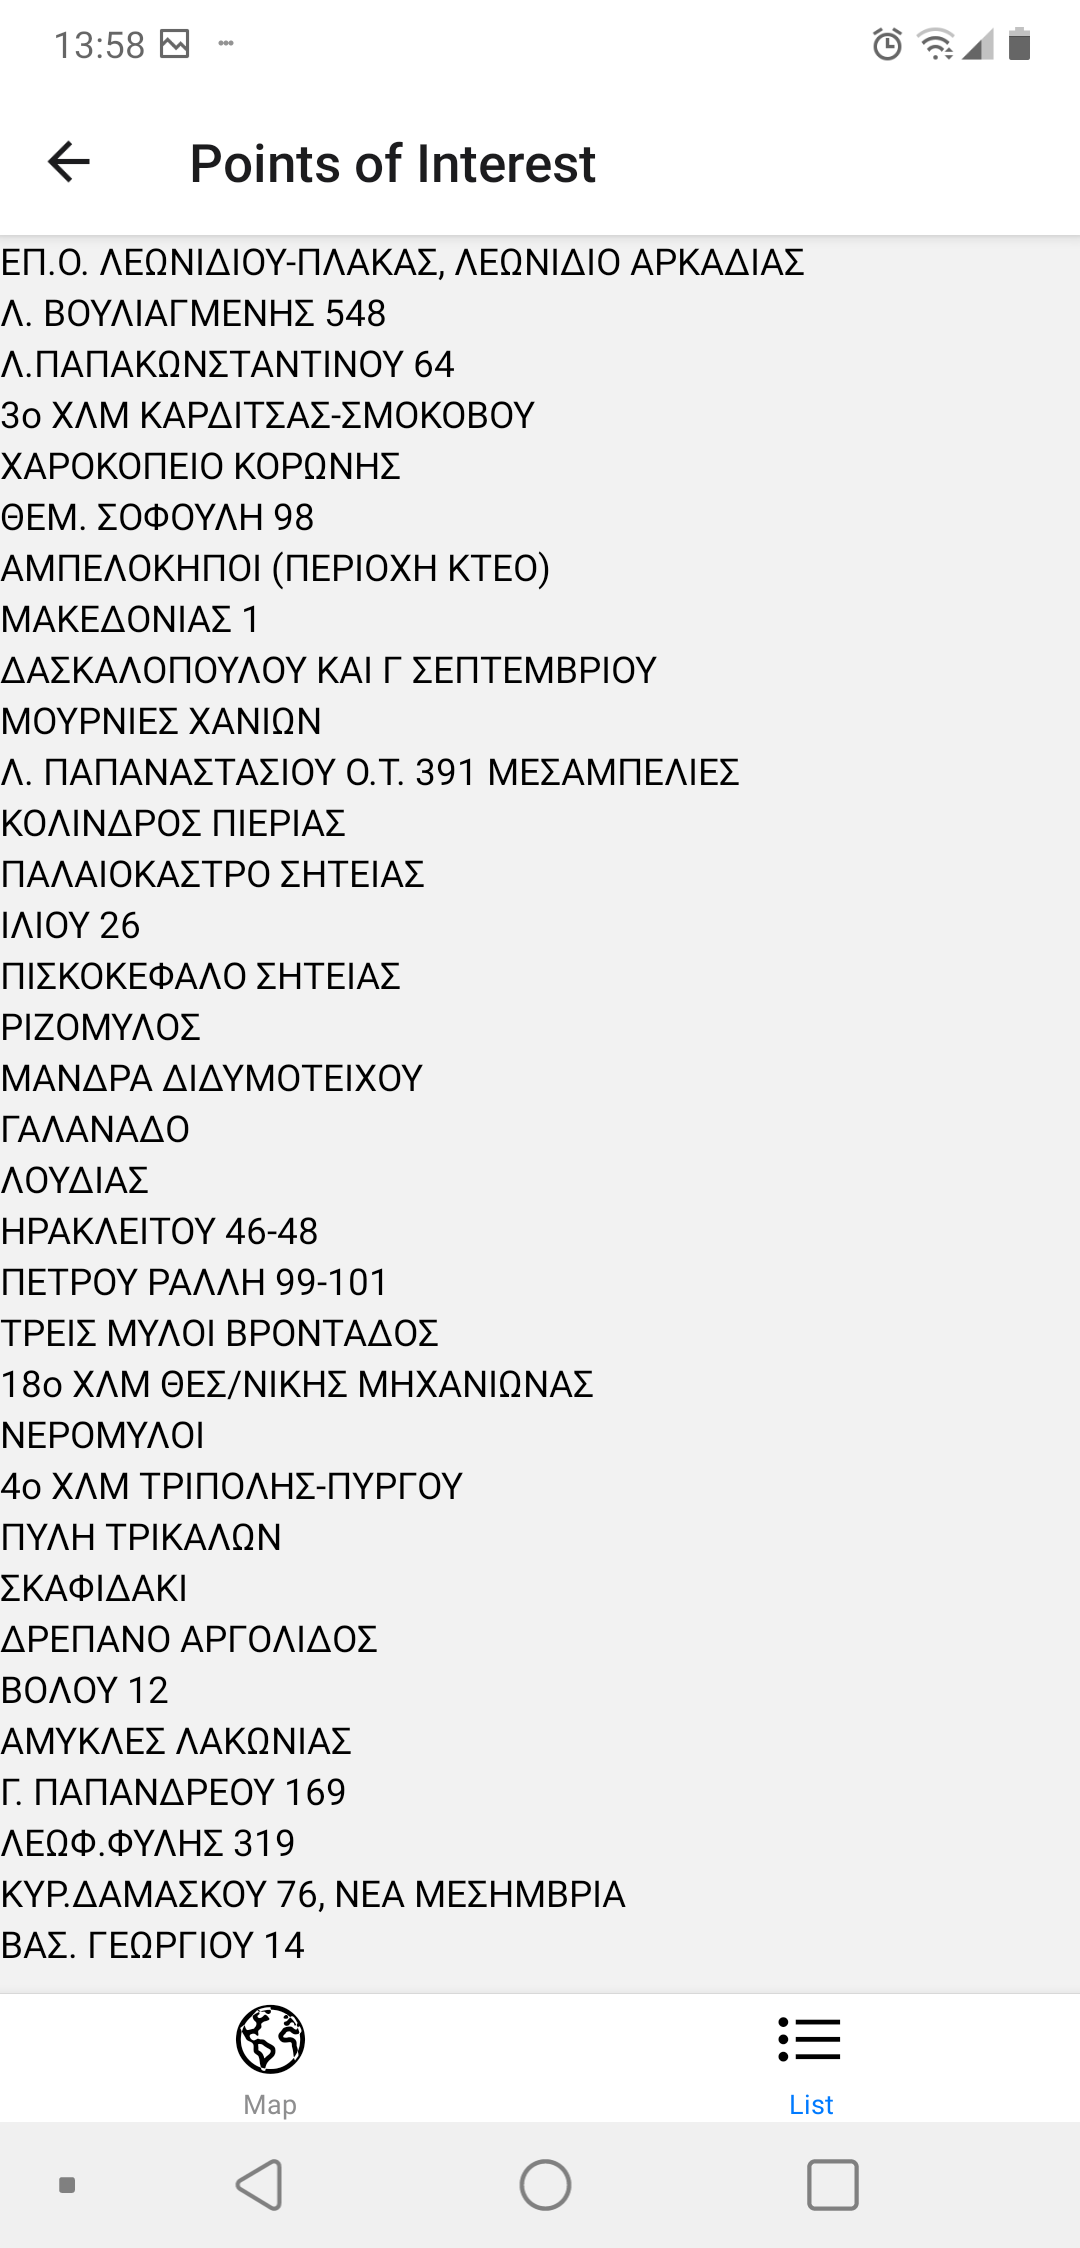 13:58
Points of Interest
ΕΠ.Ο. ΛΕΩΝΙΔΙΟΥ-ΠΛΑΚΑΣ, ΛΕΩΝΙΔΙΟ ΑΡΚΑΔΙΑΣ
Λ. ΒΟΥΛΙΑΓΜΕΝΗΣ 548
Λ.ΠΑΠΑΚΩΝΣΤΑΝΤΙΝΟΥ 64
3ο ΧΛΜ ΚΑΡΔΙΤΣΑΣ-ΣΜΟΚΟΒΟΥ
ΧΑΡΟΚΟΠΕΙΟ ΚΟΡΩΝΗΣ
ΘΕΜ. ΣΟΦΟΥΛΗ 98
ΑΜΠΕΛΟΚΗΠΟΙ (ΠΕΡΙΟΧΗ ΚΤΕΟ)
ΜΑΚΕΔΟΝΙΑΣ 1
ΔΑΣΚΑΛΟΠΟΥΛΟΥ ΚΑΙ Γ ΣΕΠΤΕΜΒΡΙΟΥ
ΜΟΥΡΝΙΕΣ ΧΑΝΙΩΝ
Λ. ΠΑΠΑΝΑΣΤΑΣΙΟΥ Ο.Τ. 391 ΜΕΣΑΜΠΕΛΙΕΣ
ΚΟΛΙΝΔΡΟΣ ΠΙΕΡΙΑΣ
ΠΑΛΑΙΟΚΑΣΤΡΟ ΣΗΤΕΙΑΣ
ΙΛΙΟΥ 26
ΠΙΣΚΟΚΕΦΑΛΟ ΣΗΤΕΙΑΣ
ΡΙΖΟΜΥΛΟΣ
ΜΑΝΔΡΑ ΔΙΔΥΜΟΤΕΙΧΟΥ
ΓΑΛΑΝΑΔΟ
ΛΟΥΔΙΑΣ
ΗΡΑΚΛΕΙΤΟΥ 46-48
ΠΕΤΡΟΥ ΡΑΛΛΗ 99-101
ΤΡΕΙΣ ΜΥΛΟΙ ΒΡΟΝΤΑΔΟΣ
18ο ΧΛΜ ΘΕΣ/ΝΙΚΗΣ ΜΗΧΑΝΙΩΝΑΣ
ΝΕΡΟΜΥΛΟΙ
4ο ΧΛΜ ΤΡΙΠΟΛΗΣ-ΠΥΡΓΟΥ
ΠΥΛΗ ΤΡΙΚΑΛΩΝ
ΣΚΑΦΙΔΑΚΙ
ΔΡΕΠΑΝΟ ΑΡΓΟΛΙΔΟΣ
ΒΟΛΟΥ 12
ΑΜΥΚΛΕΣ ΛΑΚΩΝΙΑΣ
Γ. ΠΑΠΑΝΔΡΕΟΥ 169
ΛΕΩΦ.ΦΥΛΗΣ 319
ΚΥΡ.ΔΑΜΑΣΚΟΥ 76, ΝΕΑ ΜΕΣΗΜΒΡΙΑ
ΒΑΣ. ΓΕΩΡΓΙΟΥ 14
Map
List